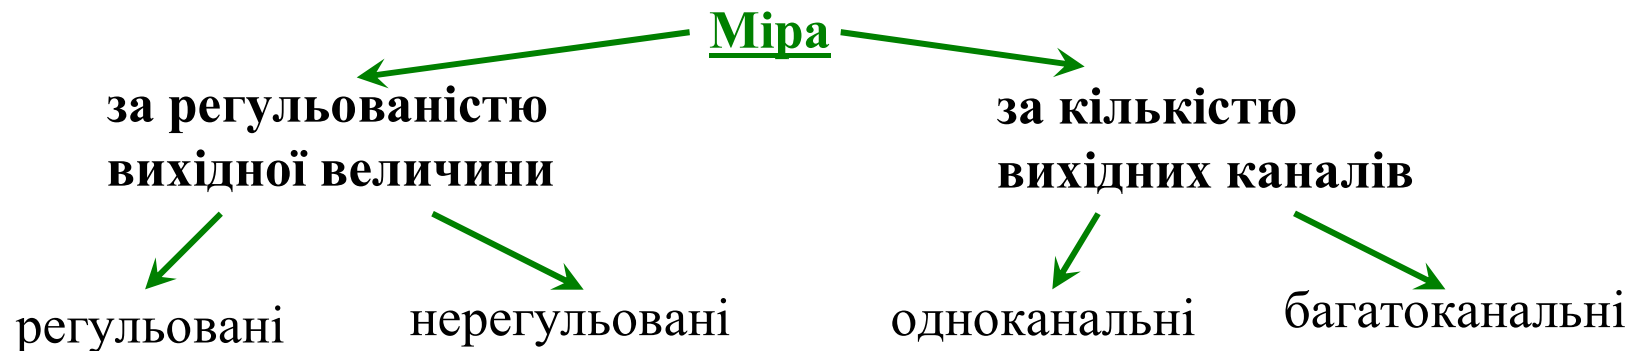 Міра
за регульованістю
вихідної величини
за кількістю
вихідних каналів
регульовані
нерегульовані
одноканальні
багатоканальні